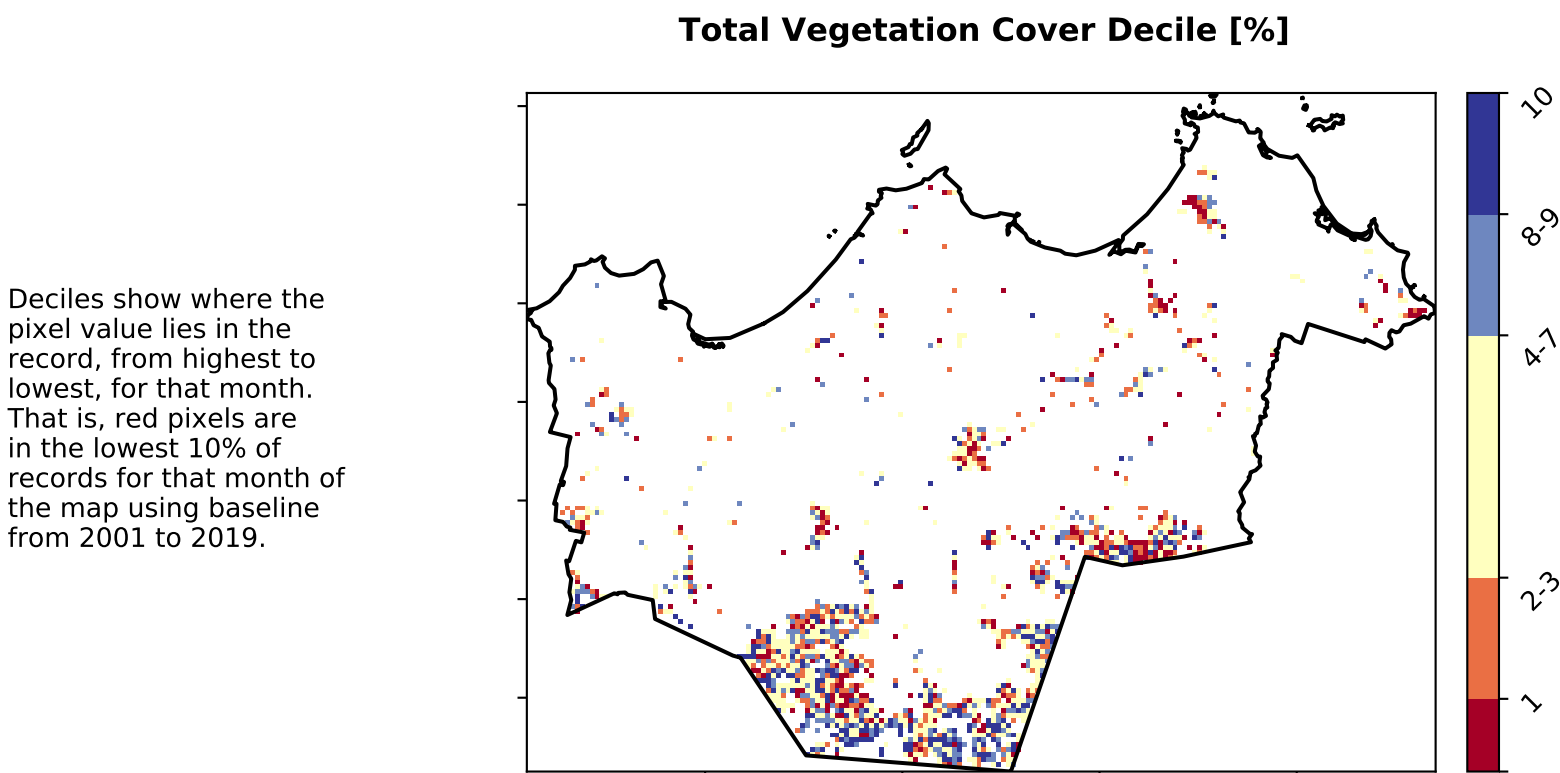 Total Vegetation Cover Decile [%]
Deciles show where the
pixel value lies in the
record, from highest to
lowest, for that month.
That is, red pixels are
in the lowest 10% of
records for that month of
the map using baseline
from 2001 to 2019.
10
8-9
4-7
2-3
1